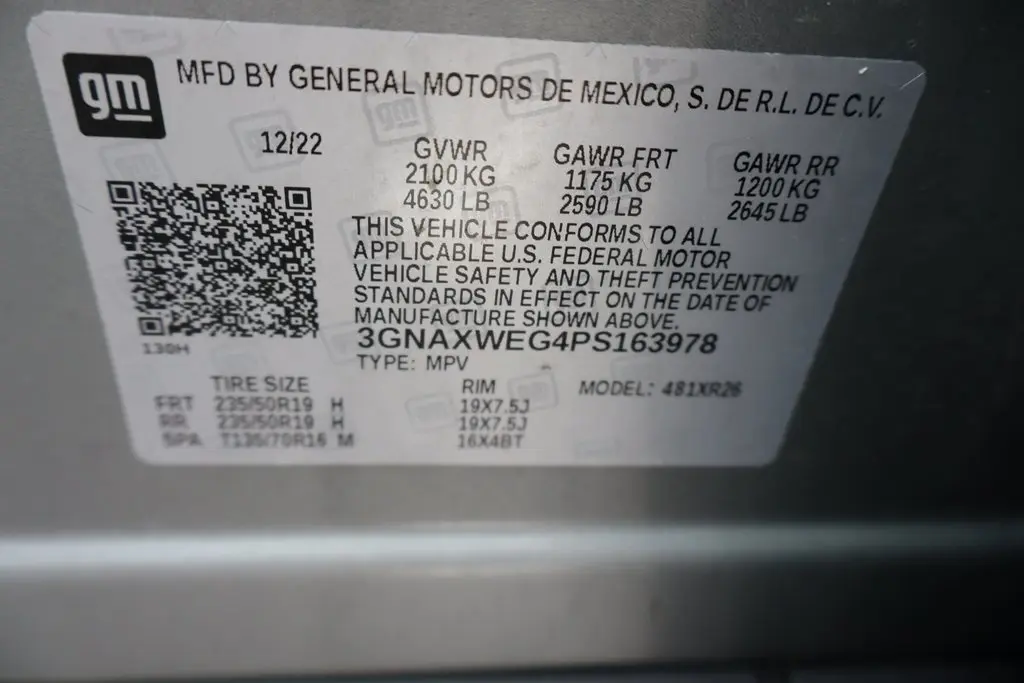 gm
MFD BY GENERAL MOTORS DE MEXICO, S. DE R.L. DE C.V.
12/22 GVWR GAWR FRT GAWR RR
2100 KG 1175 KG 1200 KG
4630 LB 2590 LB 2645 LB
THIS VEHICLE CONFORMS TO ALL
APPLICABLE U.S. FEDERAL MOTOR
VEHICLE SAFETY AND THEFT PREVENTION
STANDARDS IN EFFECT ON THE DATE OF
MANUFACTURE SHOWN ABOVE.
3GNAXWEG4PS163978
130H
TYPE: MPV
TIRE SIZE RIM MODEL: 481XR26
FRT 235/50R19 H 19X7.5J
RR 235/50R19 H 19X7.5J
SPA T135/70R16 M 16X4BT